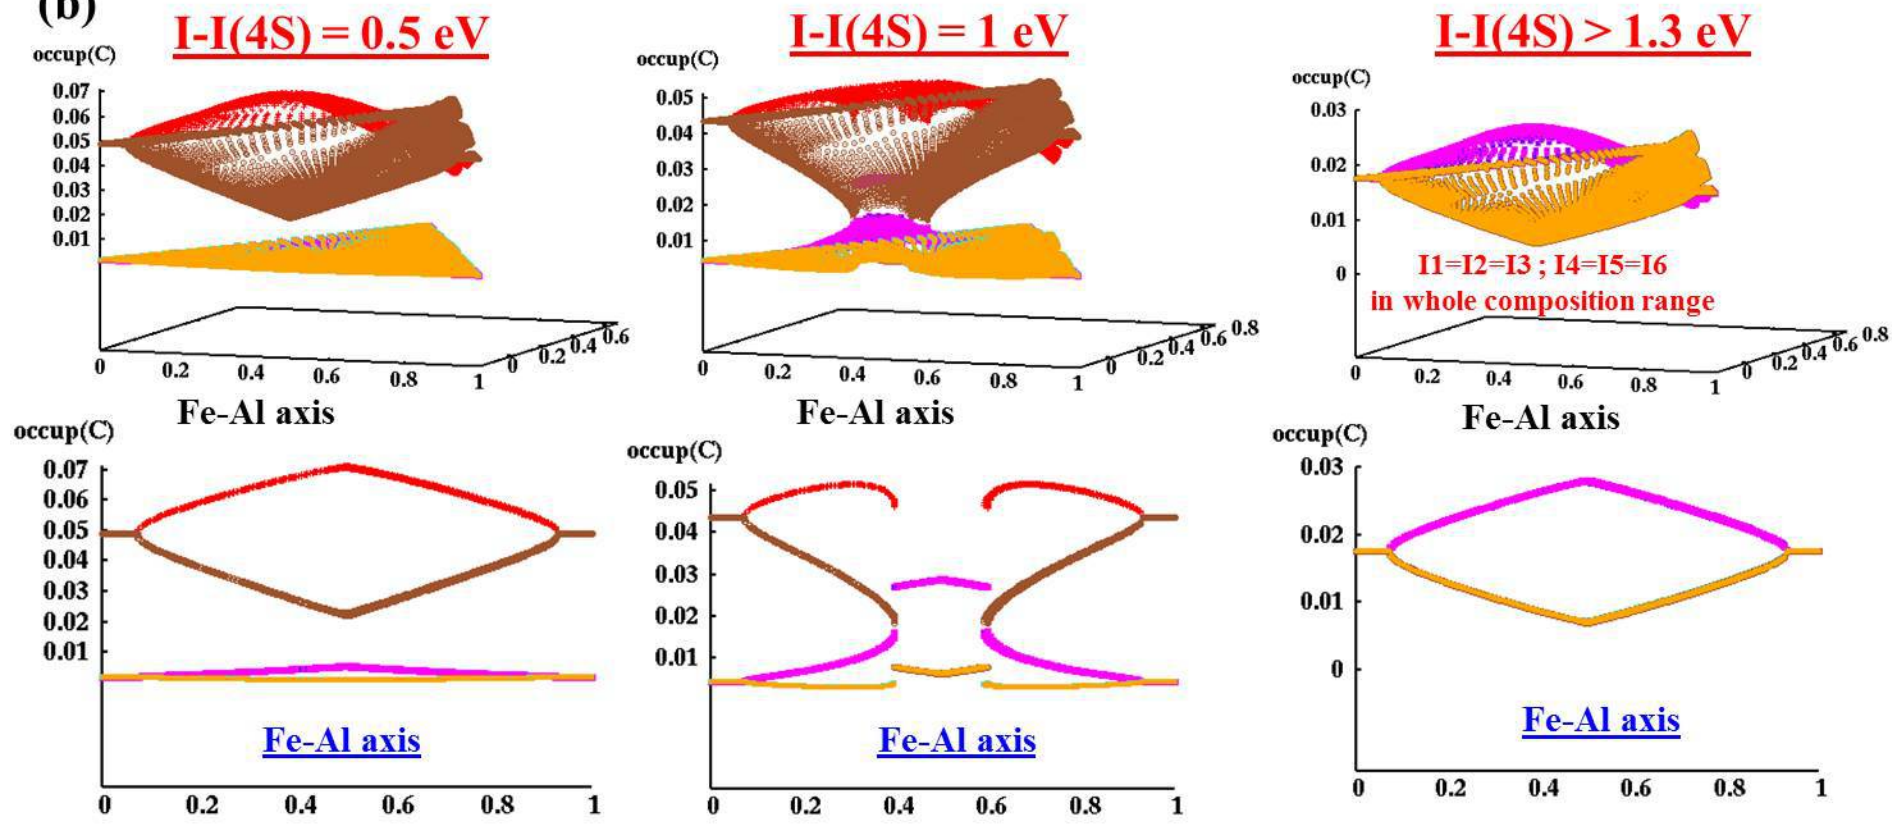 (b)
I-I(4S) = 0.5 eV
occup(C)
0.07
0.06
0.05
0.04
0.03
0.02
0.01
0 0.2 0.4 0.6 0.8 1
0 0.2 0.4 0.6
Fe-Al axis
I-I(4S) = 1 eV
occup(C)
0.05
0.04
0.03
0.02
0.01
0 0.2 0.4 0.6 0.8 1
0 0.2 0.4 0.6 0.8
Fe-Al axis
I-I(4S) > 1.3 eV
occup(C)
0.03
0.02
0.01
0
I1=I2=I3 ; I4=I5=I6
in whole composition range
0 0.2 0.4 0.6 0.8 1
0 0.2 0.4 0.6 0.8
Fe-Al axis
occup(C)
0.07
0.06
0.05
0.04
0.03
0.02
0.01
Fe-Al axis
0 0.2 0.4 0.6 0.8 1
occup(C)
0.05
0.04
0.03
0.02
0.01
Fe-Al axis
0 0.2 0.4 0.6 0.8 1
occup(C)
0.03
0.02
0.01
0
Fe-Al axis
0 0.2 0.4 0.6 0.8 1